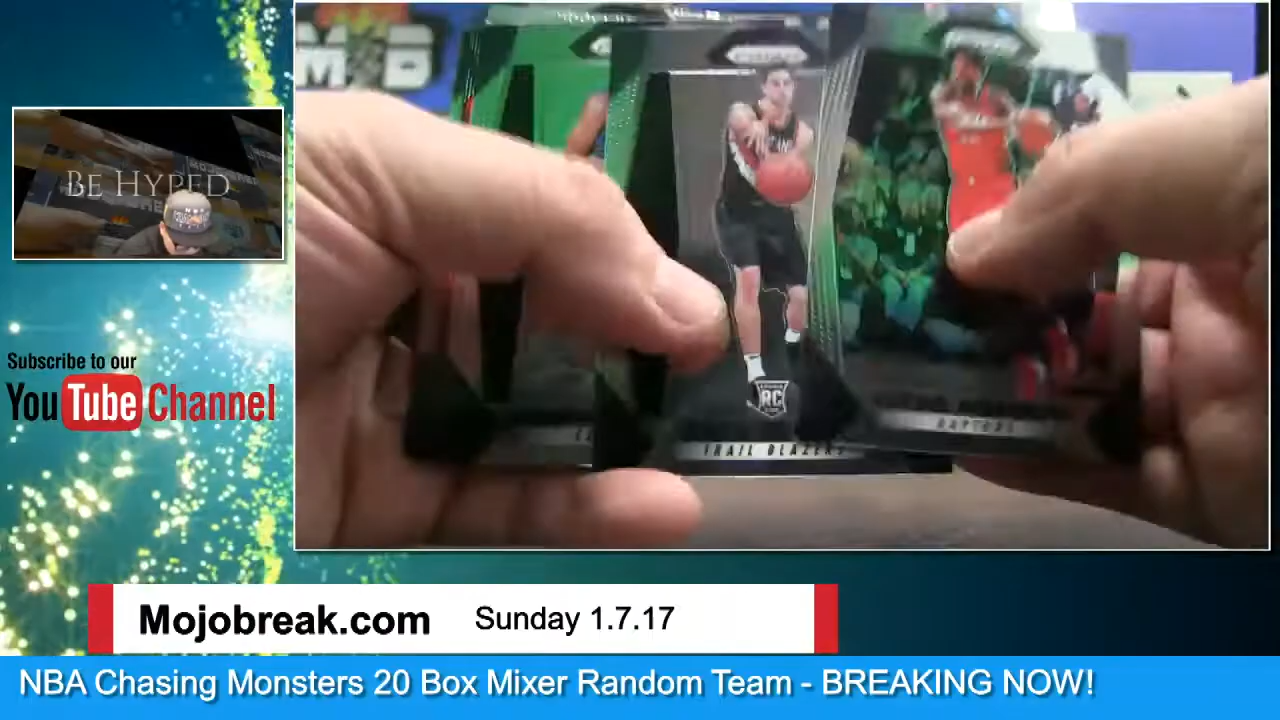 MD
BE HYPED
Subscribe to our
YouTube Channel
RC
TRAIL BLAZERS
RAPTORS
Mojobreak.com Sunday 1.7.17
NBA Chasing Monsters 20 Box Mixer Random Team - BREAKING NOW!